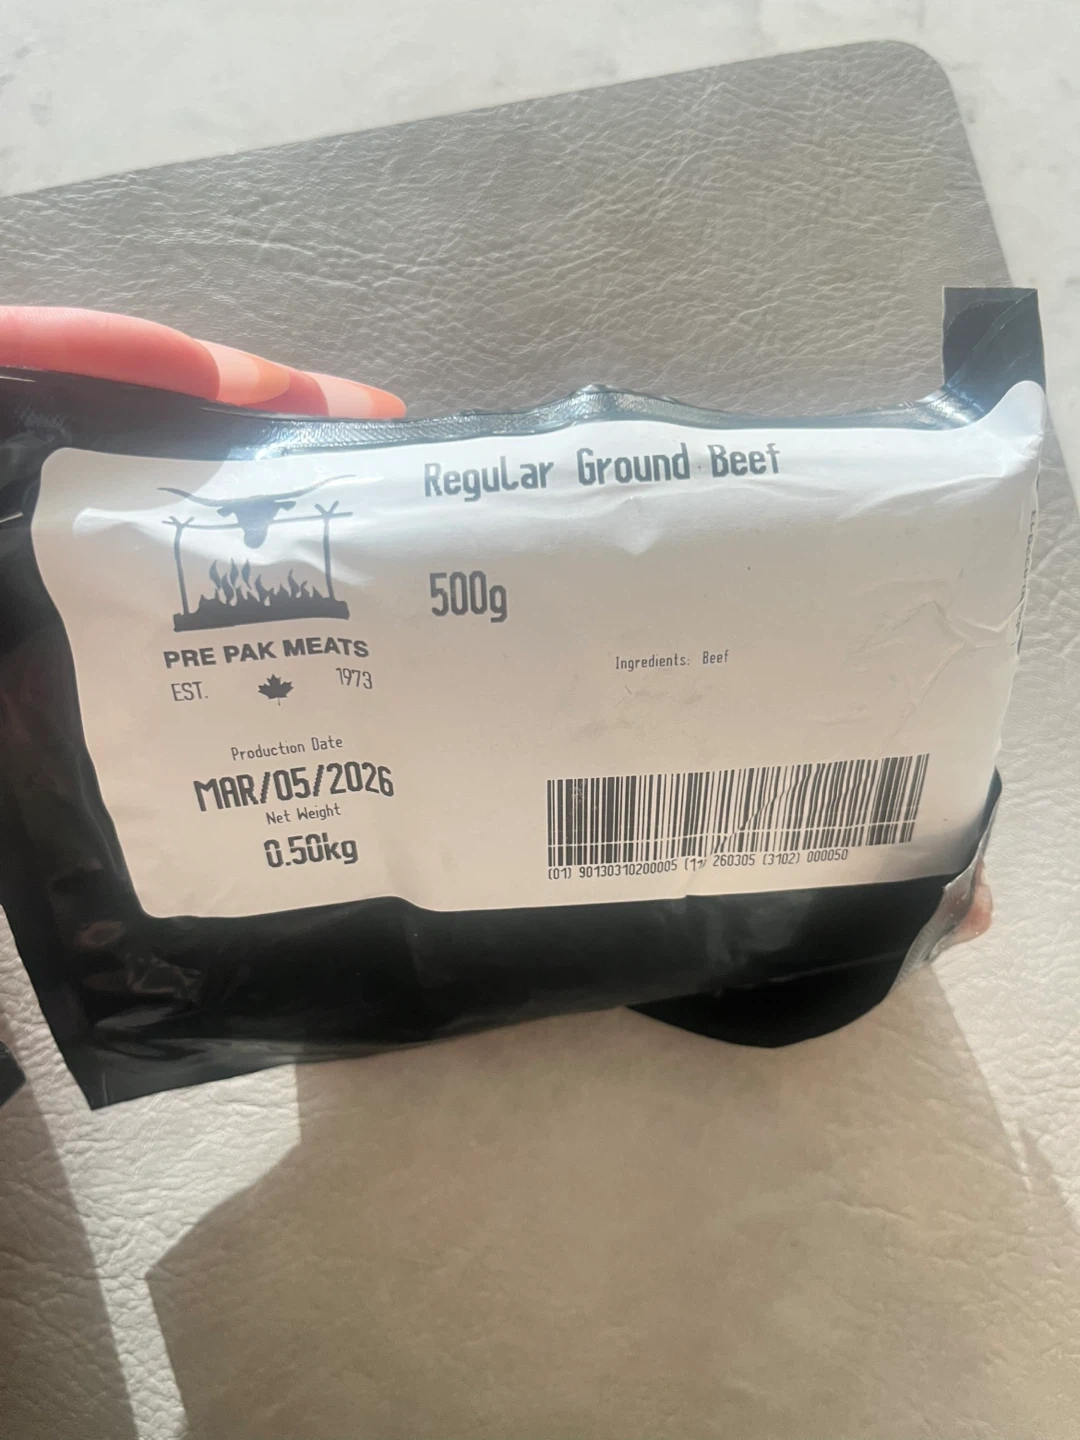 Regular Ground Beef
500g
Ingredients: Beef
PRE PAK MEATS
EST. 1973
Production Date
MAR/05/2026
Net Weight
0.50kg
(01) 90130310200005 (11) 260305 (3102) 000050